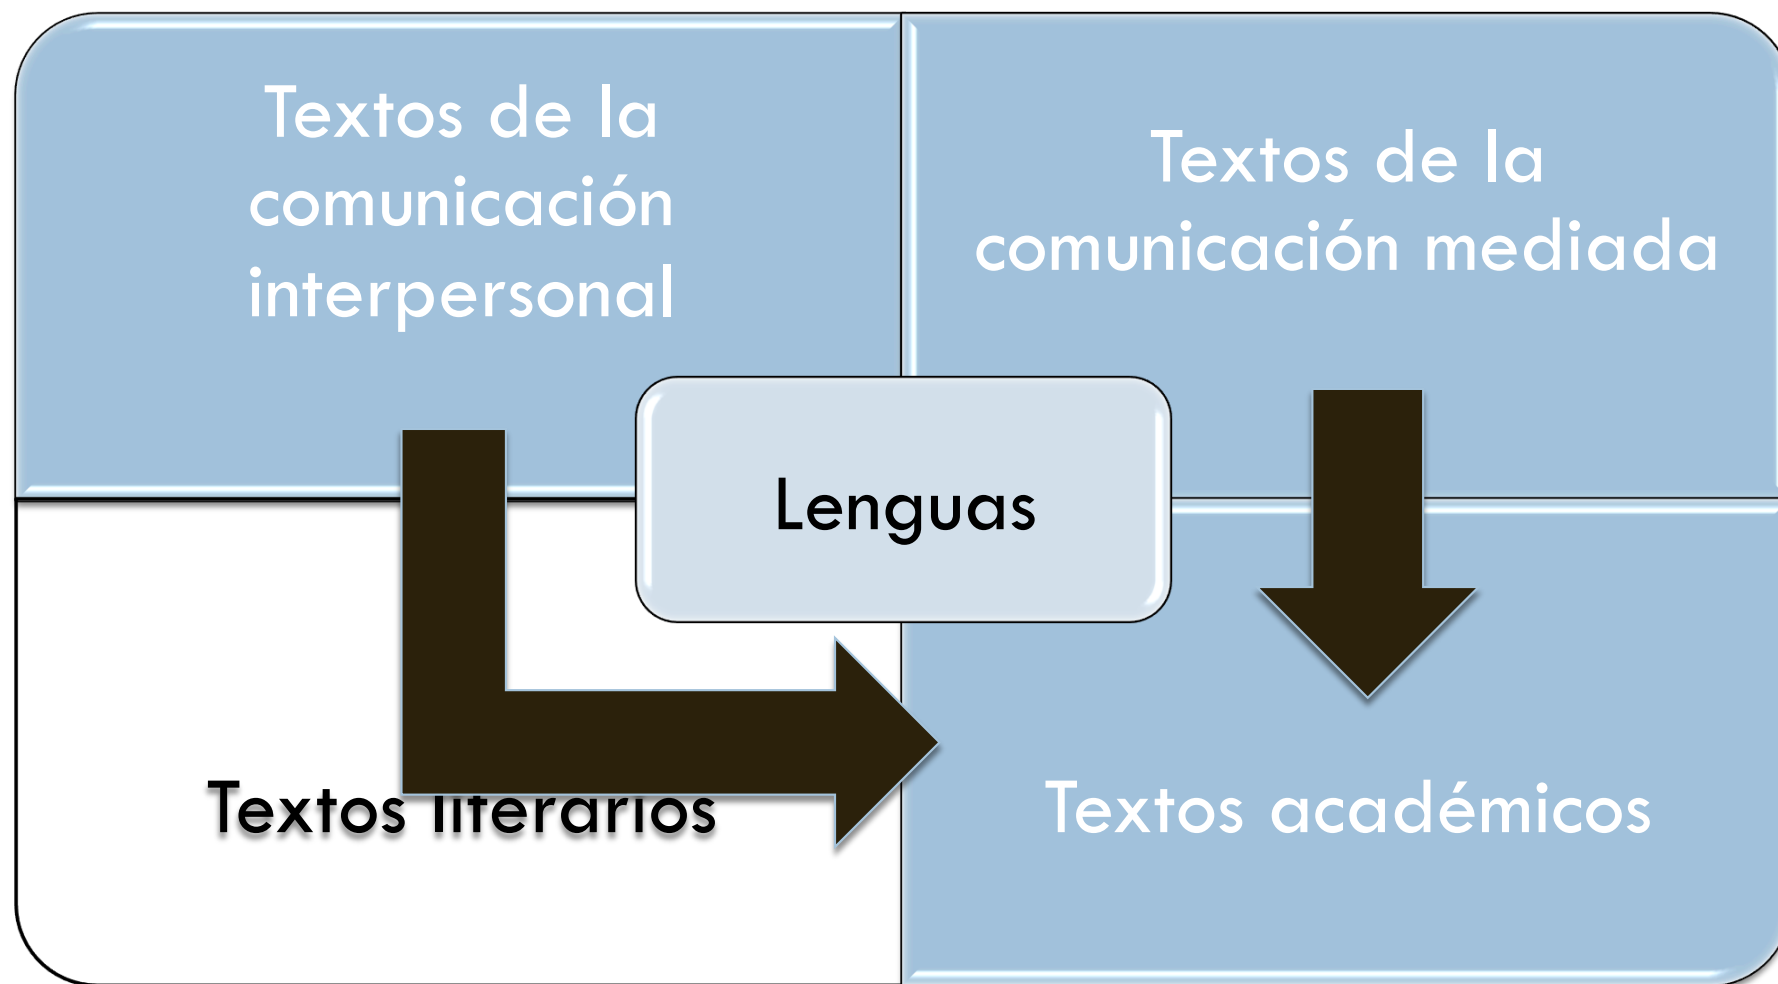 Textos de la
comunicación
interpersonal
Textos de la
comunicación mediada
Lenguas
Textos literarios
Textos académicos